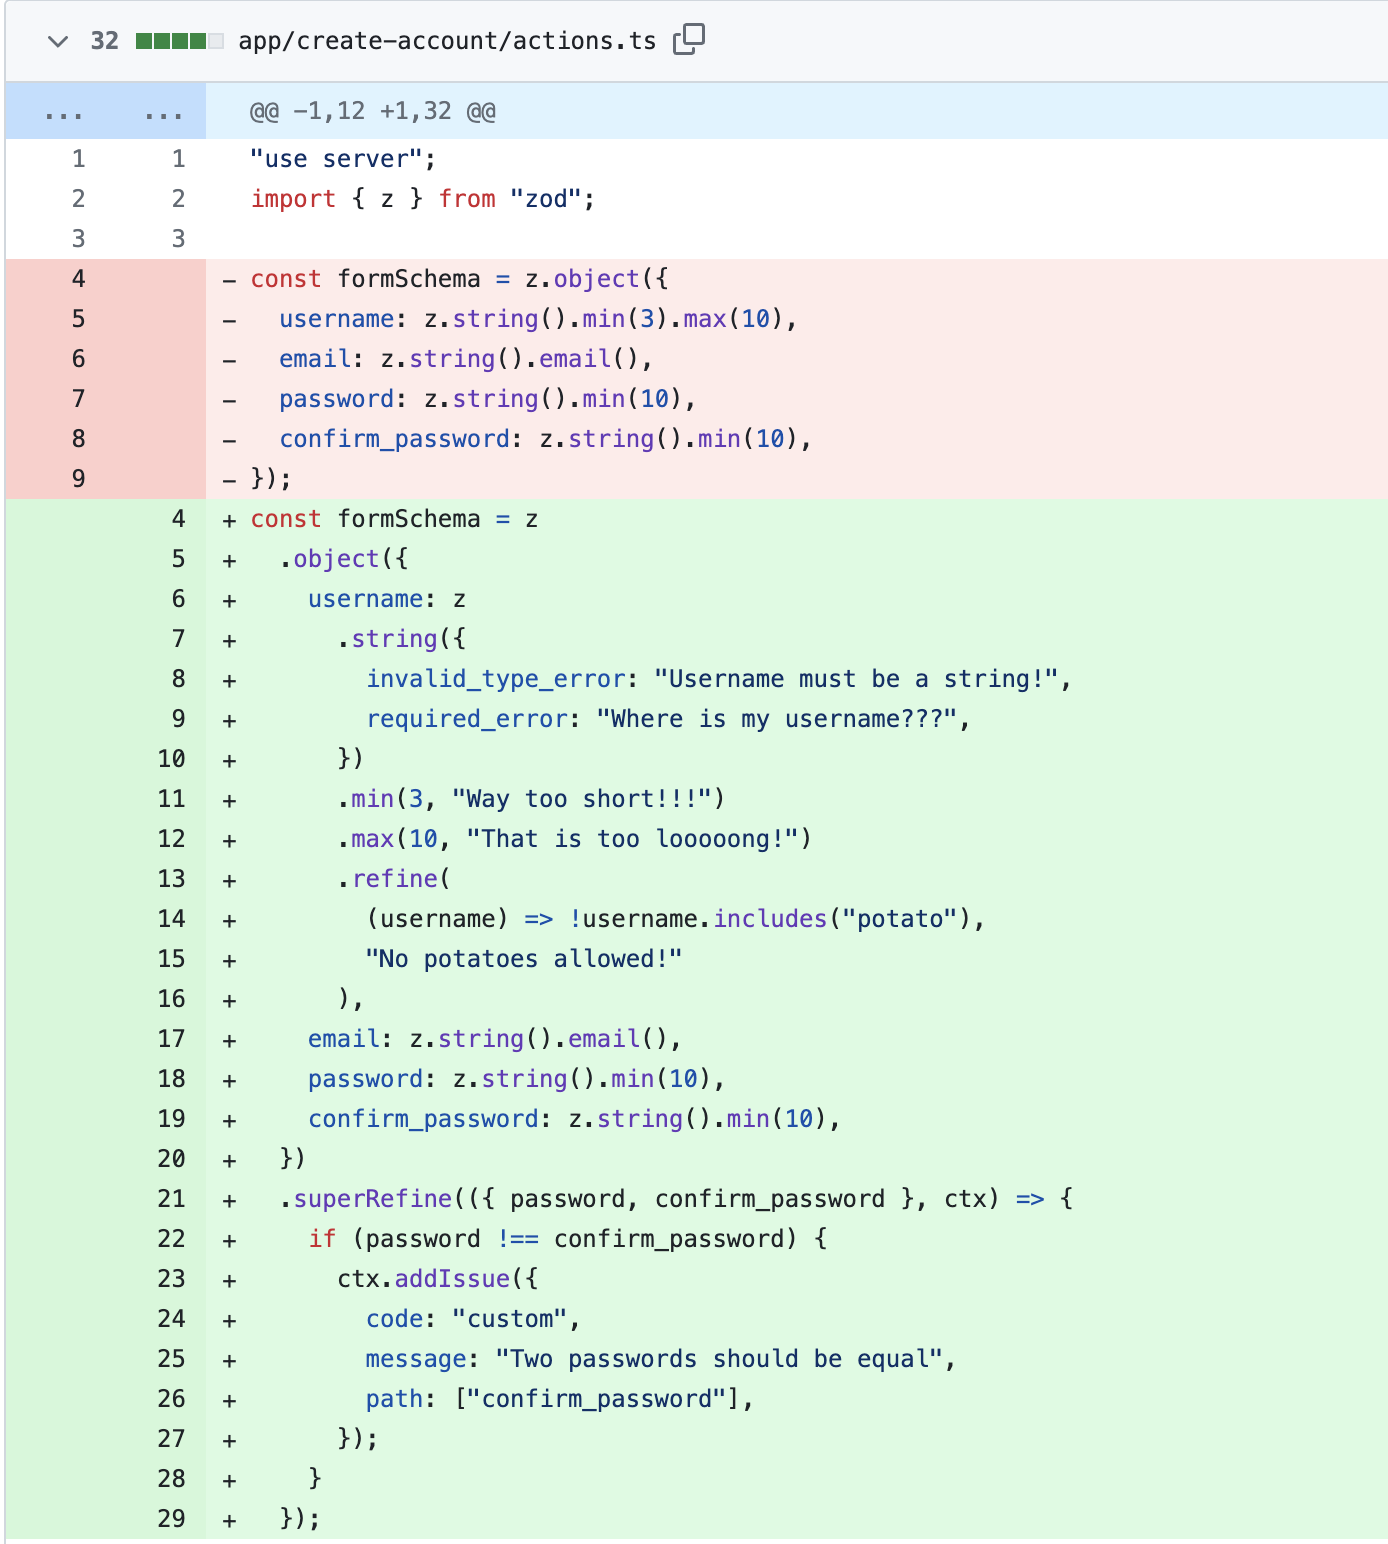 32 app/create-account/actions.ts
... ... @@ -1,12 +1,32 @@
1 1 "use server";
2 2 import { z } from "zod";
3 3
4 - const formSchema = z.object({
5 -   username: z.string().min(3).max(10),
6 -   email: z.string().email(),
7 -   password: z.string().min(10),
8 -   confirm_password: z.string().min(10),
9 - });
4 + const formSchema = z
5 +   .object({
6 +     username: z
7 +       .string({
8 +         invalid_type_error: "Username must be a string!",
9 +         required_error: "Where is my username???",
10 +       })
11 +       .min(3, "Way too short!!!")
12 +       .max(10, "That is too looooong!")
13 +       .refine(
14 +         (username) => !username.includes("potato"),
15 +         "No potatoes allowed!"
16 +       ),
17 +     email: z.string().email(),
18 +     password: z.string().min(10),
19 +     confirm_password: z.string().min(10),
20 +   })
21 +   .superRefine(({ password, confirm_password }, ctx) => {
22 +     if (password !== confirm_password) {
23 +       ctx.addIssue({
24 +         code: "custom",
25 +         message: "Two passwords should be equal",
26 +         path: ["confirm_password"],
27 +       });
28 +     }
29 +   });